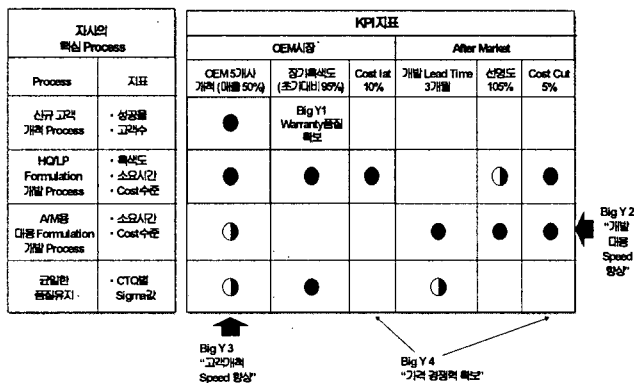 자사의
핵심 Process
KPI 지표
OEM시장
After Market
Process
지표
OEM 5개사
개척 (매출 50%)
장기흑색도
(초기대비 95%)
Cost lat
10%
개발 Lead Time
3개월
선명도
105%
Cost Cut
5%
신규 고객
개척 Process
· 성공율
· 고객수
Big Y1
Warranty품질
확보
HQ/LP
Formulation
개발 Process
· 흑색도
· 소요시간
· Cost수준
A/M용
대응 Formulation
개발 Process
· 소요시간
· Cost수준
균일한
품질유지
· CTQ별
Sigma값
Big Y 2
"개발
대응
Speed
향상"
Big Y 3
"고객개척
Speed 향상"
Big Y 4
"가격 경쟁력 확보"